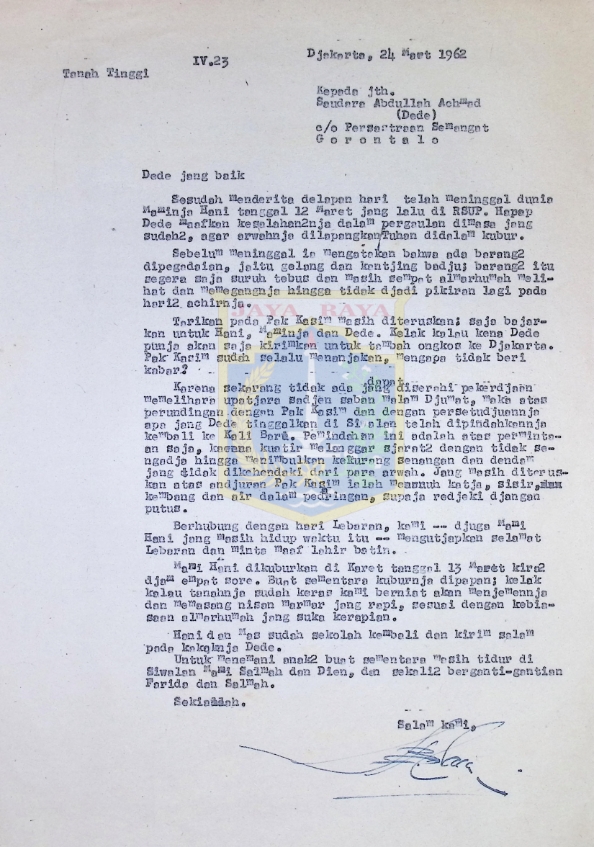 IV.23
Djakarta, 24 Mart 1962
Tanah Tinggi
Kepada jth.
Saudara Abdullah Achmad
(Dede)
c/o Persertraan Semangat
G o r o n t a l o
Dede jang baik
Sesudah menderita delapan hari telah meninggal dunia
Maminja Hani tanggal 12 Maret jang lalu di RSUP. Harap
Dede maafkan kesalahan2nja dalam pergaulan dimasa jang
sudah2, agar arwahnja dilapangkan Tuhan didalam kubur.
Sebelum meninggal ia mengatakan bahwa ada barang2
dipegadaian, jaitu gelang dan kantjing badju; barang2 itu
segera saja suruh tebus dan masih sempat almarhumah meli-
hat dan memegangnja hingga tidak djadi pikiran lagi pada
hari2 achirnja.
JAYA RAYA
Tarikan pada Pak Kasim masih diteruskan; saja bajar-
kan untuk Hani, Maminja dan Dede. Kelak kalau kena Dede
punja akan saja kirimkan untuk tambah ongkos ke Djakarta.
Pak Kasim sudah selalu menanjakan, mengapa tidak beri
kabar?
Karena sekarang tidak ada jang dapat diserahi pekerdjaan
memelihara upatjara sadjen saban malam Djumat, maka atas
perundingan dengan Pak Kasim dan dengan persetudjuannja
apa jang Dede tinggalkan di Siwalan telah dipindahkannja
kembali ke Kali Baru. Pemindahan ini adalah atas perminta-
an saja, karena kuatir melanggar sjarat2 dengan tidak se-
ngadja hingga menimbulkan kekurang senangan dan dendam
jang tidak dikehendaki dari para arwah. Jang masih diterus-
kan atas andjuran Pak Kasim ialah menaruh katja, sisir,
kembang dan air dalam pedaringan, supaja redjeki djangan
putus.
Berhubung dengan hari Lebaran, kami -- djuga Mami
Hani jang masih hidup waktu itu -- mengutjapkan selamat
Lebaran dan minta maaf lahir batin.
Mami Hani dikuburkan di Karet tanggal 13 Maret kira2
djam empat sore. Buat sementara kuburnja dipapan; kelak
kalau tanahnja sudah keras kami berniat akan menjemennja
dan memasang nisan marmar jang rapi, sesuai dengan kebia-
saan almarhumah jang suka kerapian.
Hani dan Mas sudah sekolah kembali dan kirim salam
pada kakaknja Dede.
Untuk menemani anak2 buat sementara masih tidur di
Siwalan Mami Salmah dan Dien, dan sekali2 berganti-gantian
Farida dan Salmah.
Sekianlah.
Salam kami,